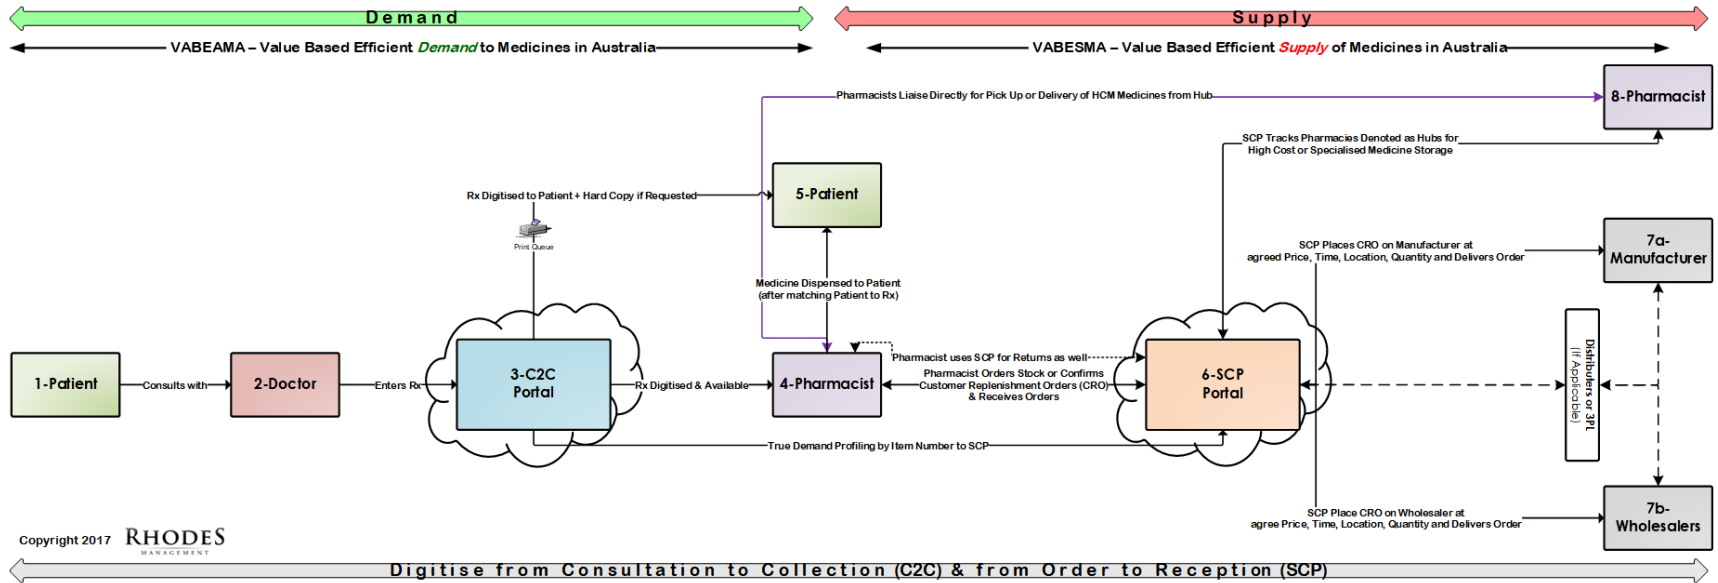 Demand
Supply
VABEAMA – Value Based Efficient Demand to Medicines in Australia
VABESMA – Value Based Efficient Supply of Medicines in Australia
Pharmacists Liaise Directly for Pick Up or Delivery of HCM Medicines from Hub
8-Pharmacist
SCP Tracks Pharmacies Denoted as Hubs for
High Cost or Specialised Medicine Storage
Rx Digitised to Patient + Hard Copy if Requested
5-Patient
Print Queue
SCP Places CRO on Manufacturer at
agreed Price, Time, Location, Quantity and Delivers Order
7a-
Manufacturer
Medicine Dispensed to Patient
(after matching Patient to Rx)
1-Patient
Consults with
2-Doctor
Enters Rx
3-C2C
Portal
Rx Digitised & Available
4-Pharmacist
Pharmacist uses SCP for Returns as well
Pharmacist Orders Stock or Confirms
Customer Replenishment Orders (CRO)
& Receives Orders
6-SCP
Portal
Distributers or 3PL
(If Applicable)
True Demand Profiling by Item Number to SCP
SCP Place CRO on Wholesaler at
agree Price, Time, Location, Quantity and Delivers Order
7b-
Wholesalers
Copyright 2017
RHODES
MANAGEMENT
Digitise from Consultation to Collection (C2C) & from Order to Reception (SCP)